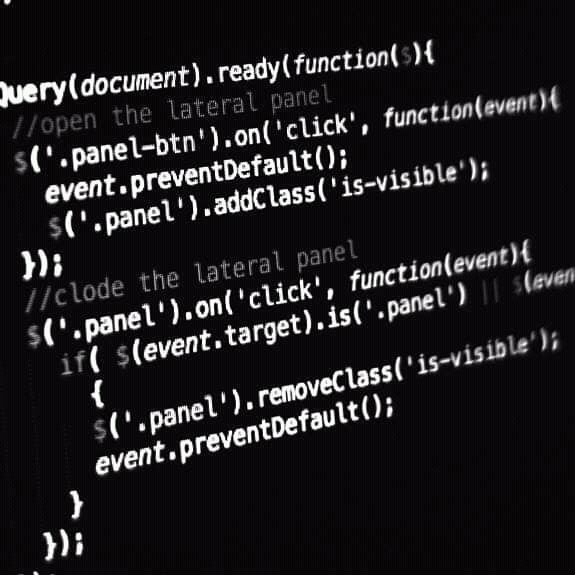 Query(document).ready(function($){
//open the lateral panel
$('.panel-btn').on('click', function(event){
event.preventDefault();
$('.panel').addClass('is-visible');
});
//clode the lateral panel
$('.panel').on('click', function(event){
if( $(event.target).is('.panel') || $(even
{
$('.panel').removeClass('is-visible');
event.preventDefault();
}
});